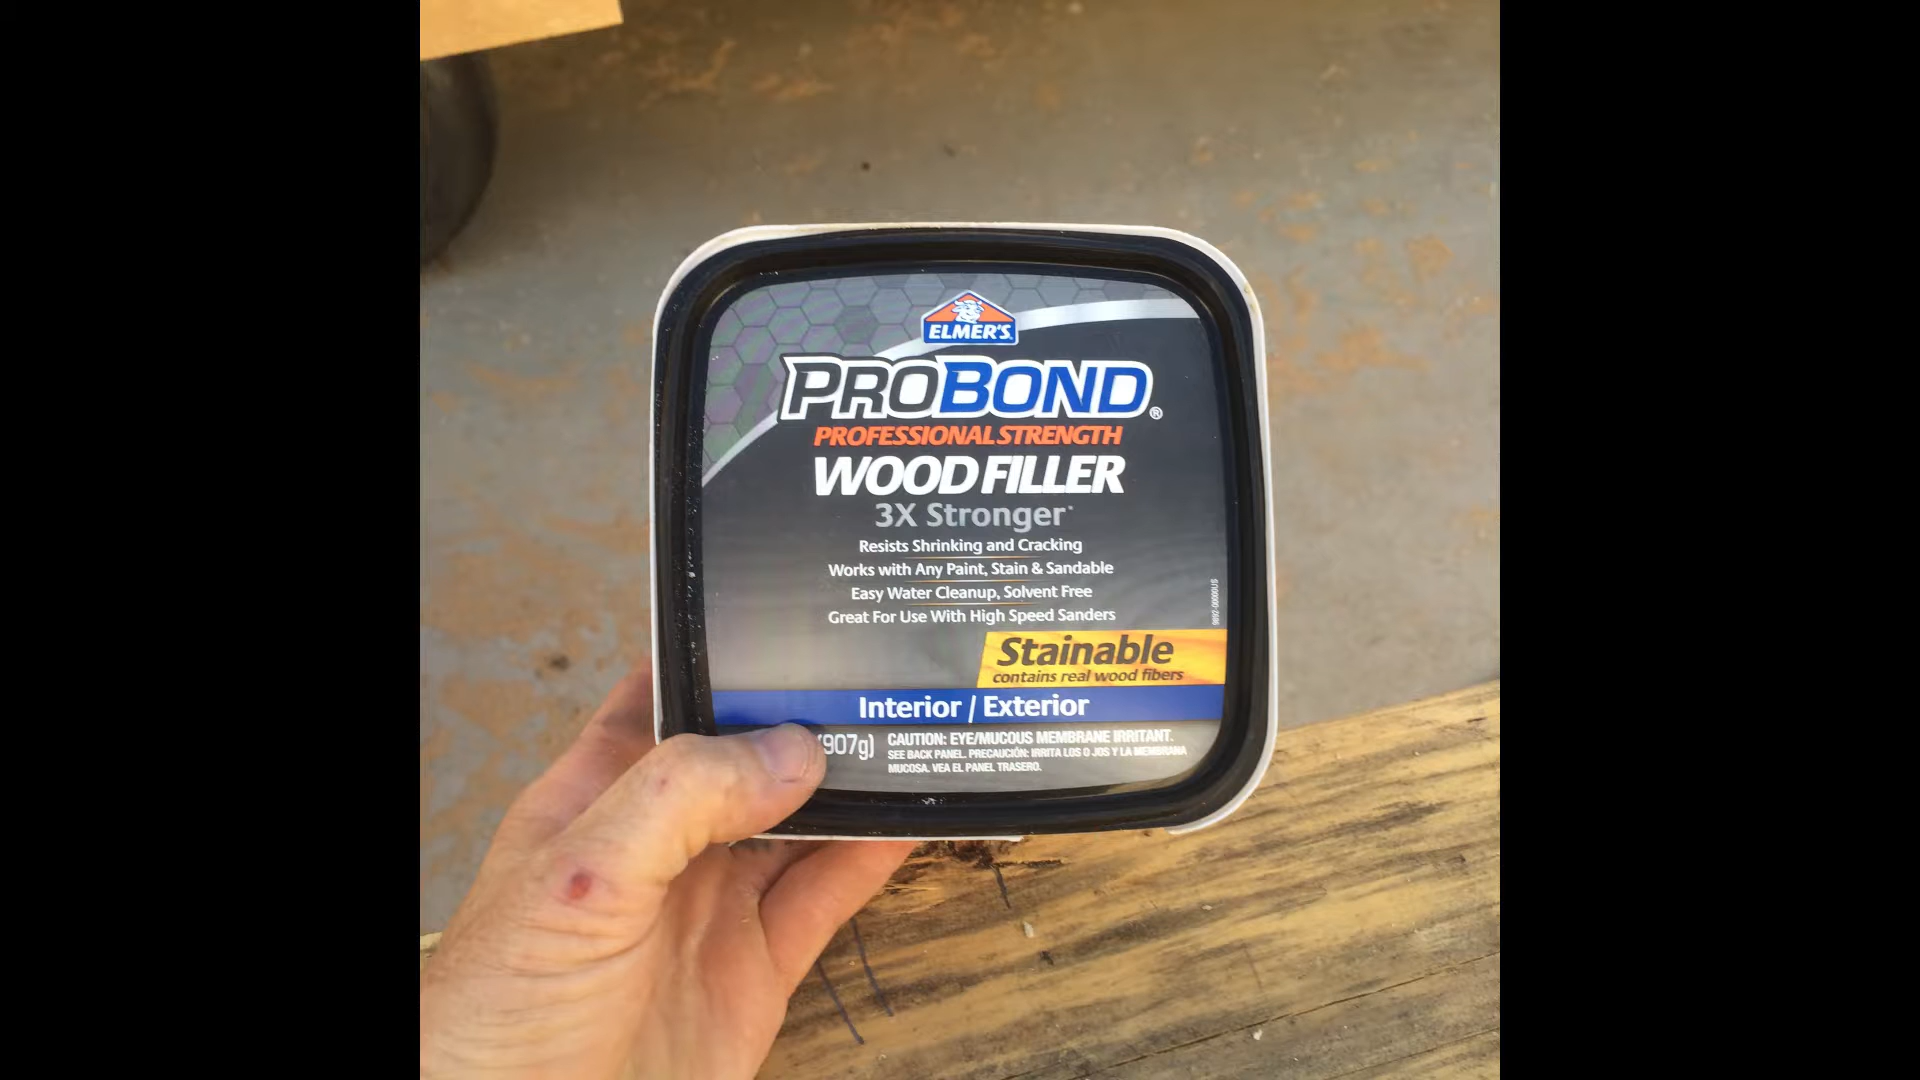 ELMER'S
PROBOND®
PROFESSIONAL STRENGTH
WOOD FILLER
3X Stronger*
Resists Shrinking and Cracking
Works with Any Paint, Stain & Sandable
Easy Water Cleanup, Solvent Free
Great For Use With High Speed Sanders
Stainable
contains real wood fibers
Interior / Exterior
(907g)
CAUTION: EYE/MUCOUS MEMBRANE IRRITANT.
SEE BACK PANEL. PRECAUCIÓN: IRRITA LOS O JOS Y LA MEMBRANA
MUCOSA. VEA EL PANEL TRASERO.